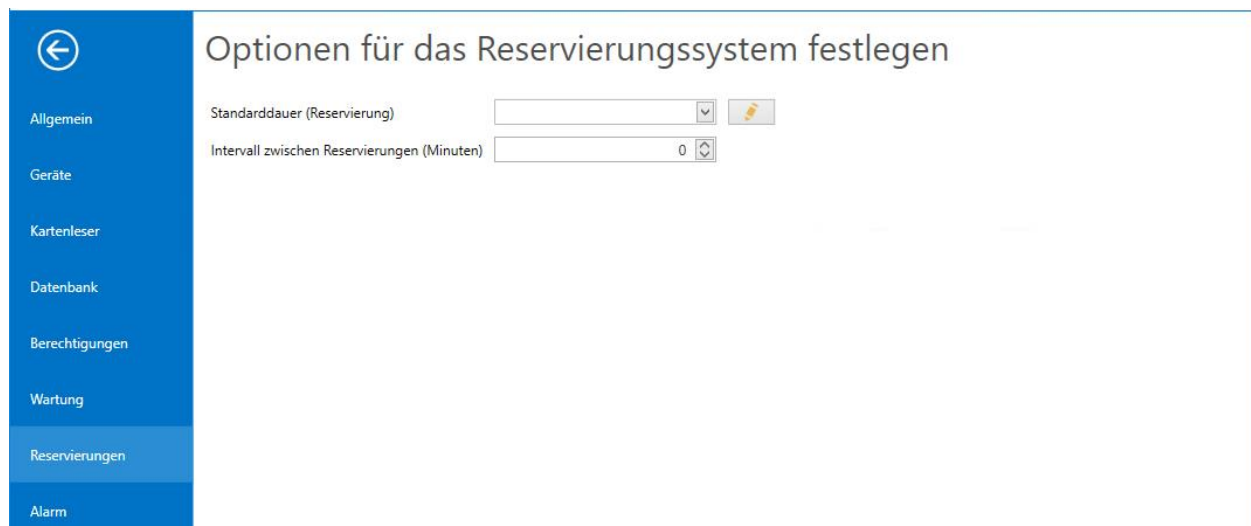 Optionen für das Reservierungssystem festlegen
Allgemein
Geräte
Kartenleser
Datenbank
Berechtigungen
Wartung
Reservierungen
Alarm
Standarddauer (Reservierung)
Intervall zwischen Reservierungen (Minuten) 0